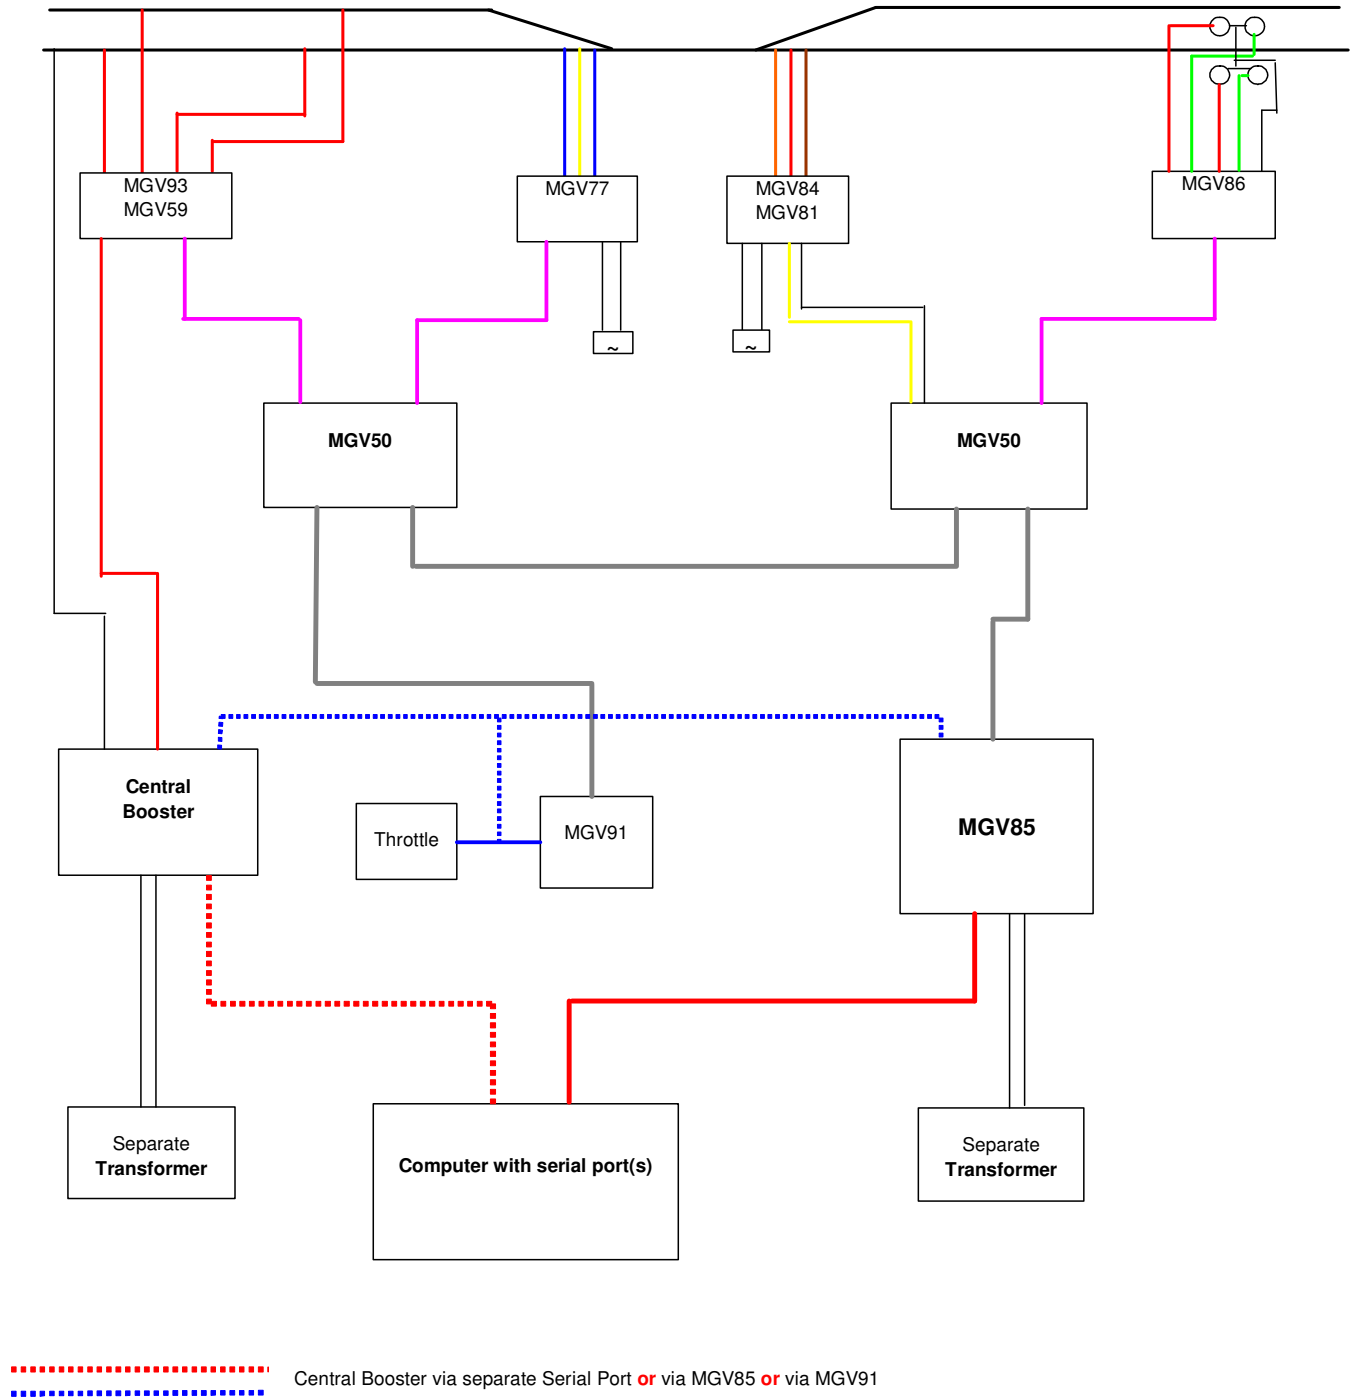 MGV93
MGV59
MGV77
MGV84
MGV81
MGV86
~
~
MGV50
MGV50
Central
Booster
Throttle
MGV91
MGV85
Separate
Transformer
Computer with serial port(s)
Separate
Transformer
Central Booster via separate Serial Port or via MGV85 or via MGV91